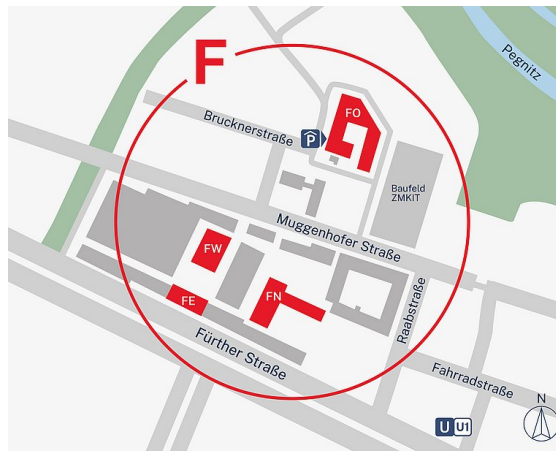 F
Pegnitz
FO
Brucknerstraße
P
Baufeld
ZMKIT
Muggenhofer Straße
FW
FN
FE
Raabstraße
Fürther Straße
Fahrradstraße
N
U U1